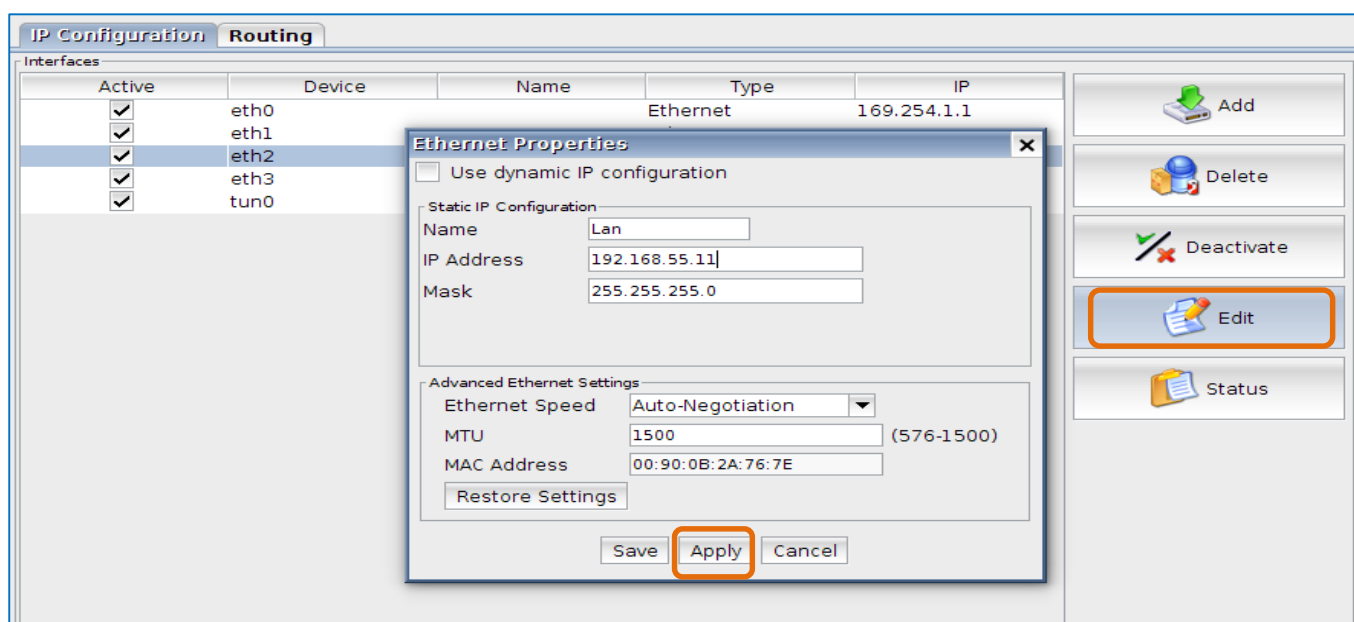 IP Configuration Routing
Interfaces
Active Device Name Type IP
eth0 Ethernet 169.254.1.1
eth1
eth2
eth3
tun0
Add
Delete
Deactivate
Edit
Status
Ethernet Properties
Use dynamic IP configuration
Static IP Configuration
Name Lan
IP Address 192.168.55.11
Mask 255.255.255.0
Advanced Ethernet Settings
Ethernet Speed Auto-Negotiation
MTU 1500 (576-1500)
MAC Address 00:90:0B:2A:76:7E
Restore Settings
Save Apply Cancel